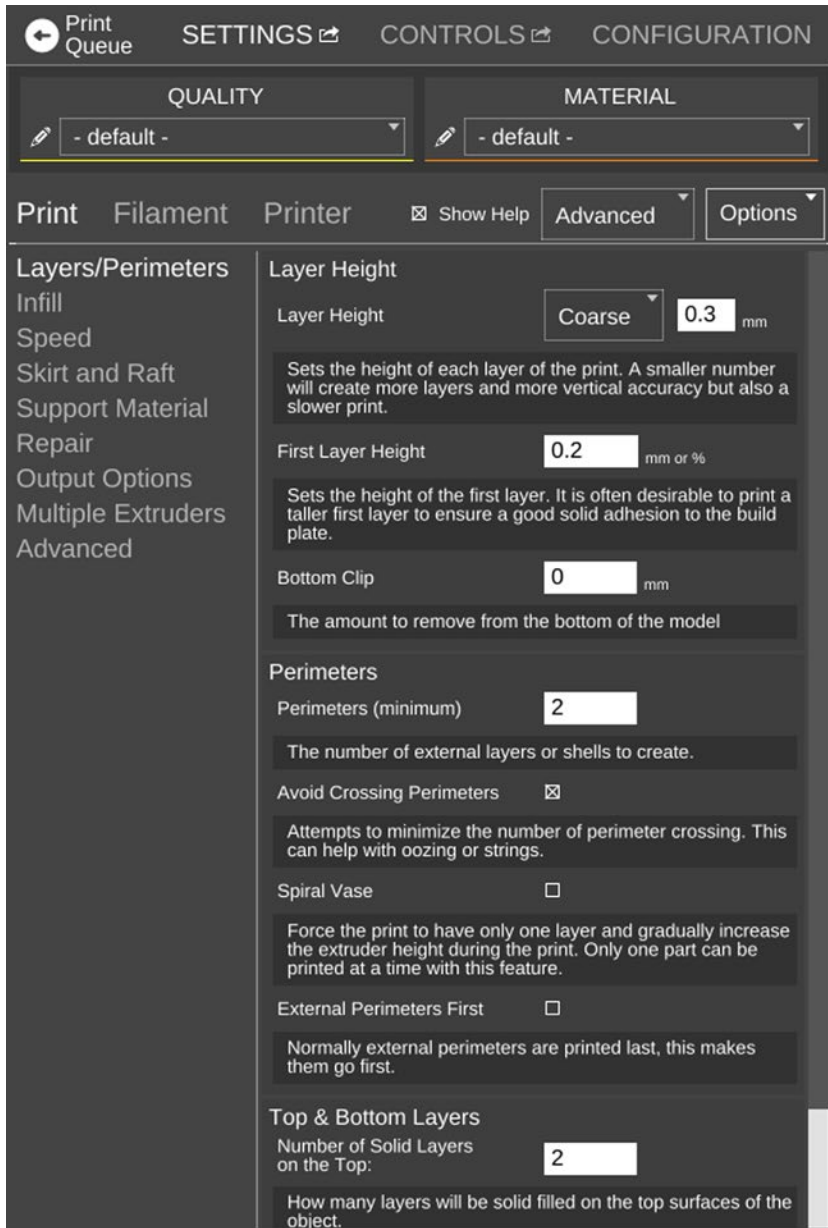 Print
Queue
SETTINGS
CONTROLS
CONFIGURATION
QUALITY
MATERIAL
- default -
- default -
Print
Filament
Printer
Show Help
Advanced
Options
Layers/Perimeters
Infill
Speed
Skirt and Raft
Support Material
Repair
Output Options
Multiple Extruders
Advanced
Layer Height
Layer Height
Coarse
0.3 mm
Sets the height of each layer of the print. A smaller number
will create more layers and more vertical accuracy but also a
slower print.
First Layer Height
0.2 mm or %
Sets the height of the first layer. It is often desirable to print a
taller first layer to ensure a good solid adhesion to the build
plate.
Bottom Clip
0 mm
The amount to remove from the bottom of the model
Perimeters
Perimeters (minimum)
2
The number of external layers or shells to create.
Avoid Crossing Perimeters
Attempts to minimize the number of perimeter crossing. This
can help with oozing or strings.
Spiral Vase
Force the print to have only one layer and gradually increase
the extruder height during the print. Only one part can be
printed at a time with this feature.
External Perimeters First
Normally external perimeters are printed last, this makes
them go first.
Top & Bottom Layers
Number of Solid Layers
on the Top:
2
How many layers will be solid filled on the top surfaces of the
object.